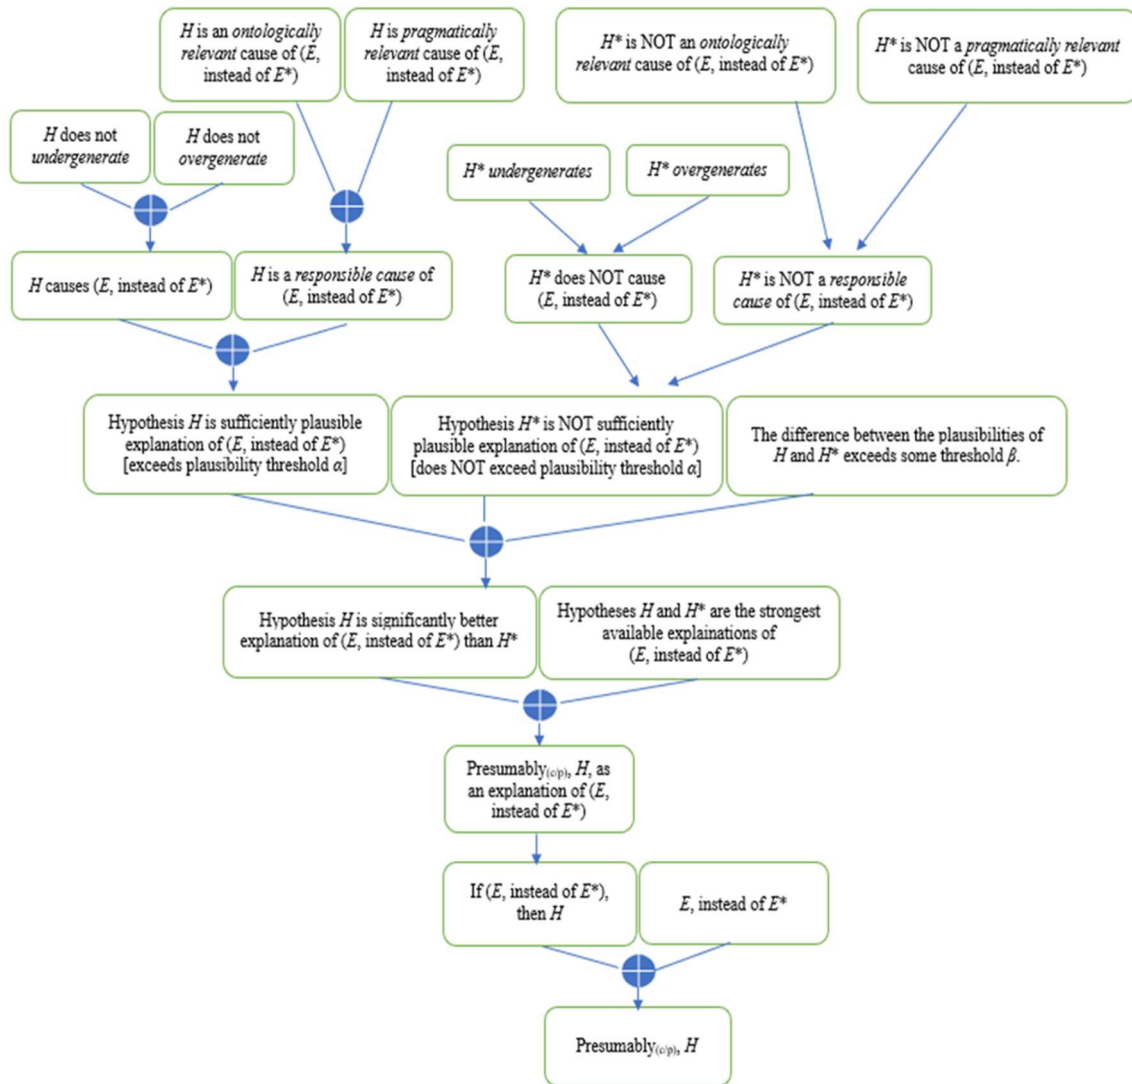 H is an ontologically
relevant cause of (E,
instead of E*)
H is pragmatically
relevant cause of (E,
instead of E*)
H* is NOT an ontologically
relevant cause of (E, instead of E*)
H* is NOT a pragmatically relevant
cause of (E, instead of E*)
H does not
undergenerate
H does not
overgenerate
H* undergenerates
H* overgenerates
H causes (E, instead of E*)
H is a responsible cause of
(E, instead of E*)
H* does NOT cause
(E, instead of E*)
H* is NOT a responsible
cause of (E, instead of E*)
Hypothesis H is sufficiently plausible
explanation of (E, instead of E*)
[exceeds plausibility threshold α]
Hypothesis H* is NOT sufficiently
plausible explanation of (E, instead of E*)
[does NOT exceed plausibility threshold α]
The difference between the plausibilities of
H and H* exceeds some threshold β.
Hypothesis H is significantly better
explanation of (E, instead of E*) than H*
Hypotheses H and H* are the strongest
available explainations of
(E, instead of E*)
Presumably(c/p), H, as
an explanation of (E,
instead of E*)
If (E, instead of E*),
then H
E, instead of E*
Presumably(c/p), H